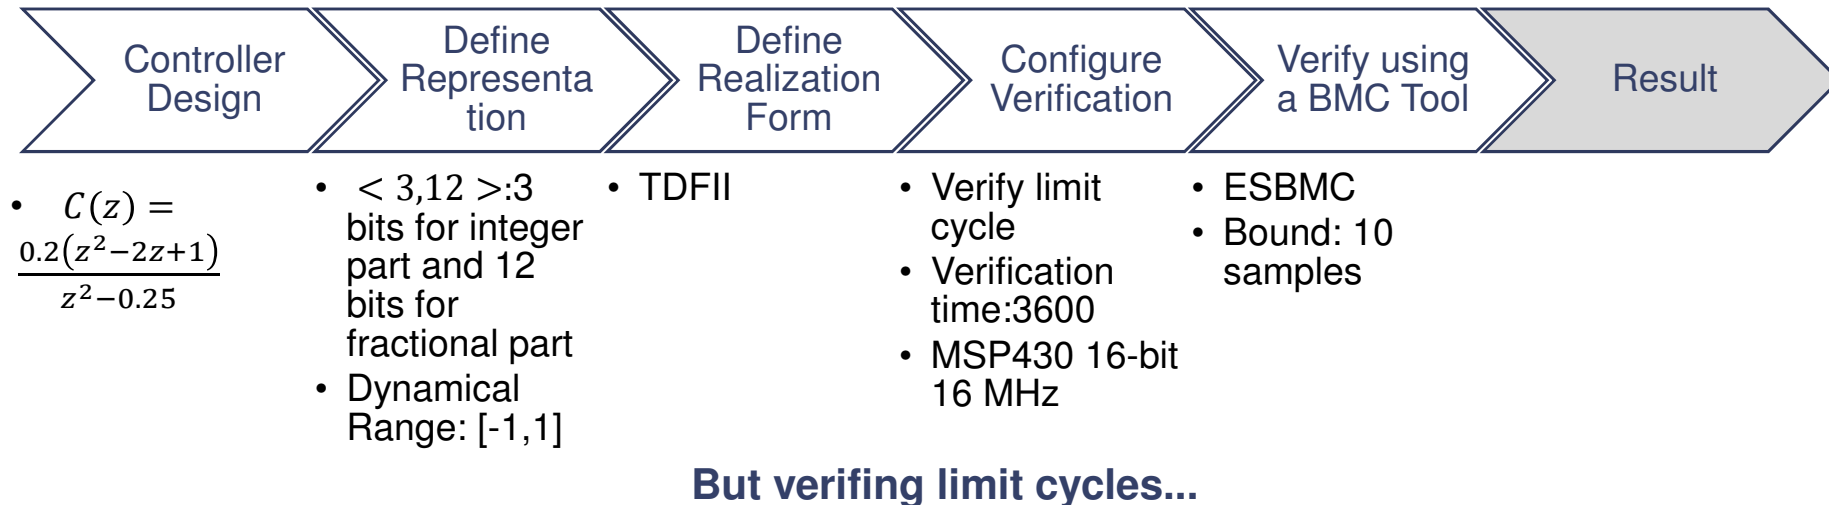 Controller
Design
Define
Representa
tion
Define
Realization
Form
Configure
Verification
Verify using
a BMC Tool
Result
• C(z) =
0.2(z²−2z+1)
z²−0.25
• < 3,12 >:3
bits for integer
part and 12
bits for
fractional part
• Dynamical
Range: [-1,1]
• TDFII
• Verify limit
cycle
• Verification
time:3600
• MSP430 16-bit
16 MHz
• ESBMC
• Bound: 10
samples
But verifing limit cycles...